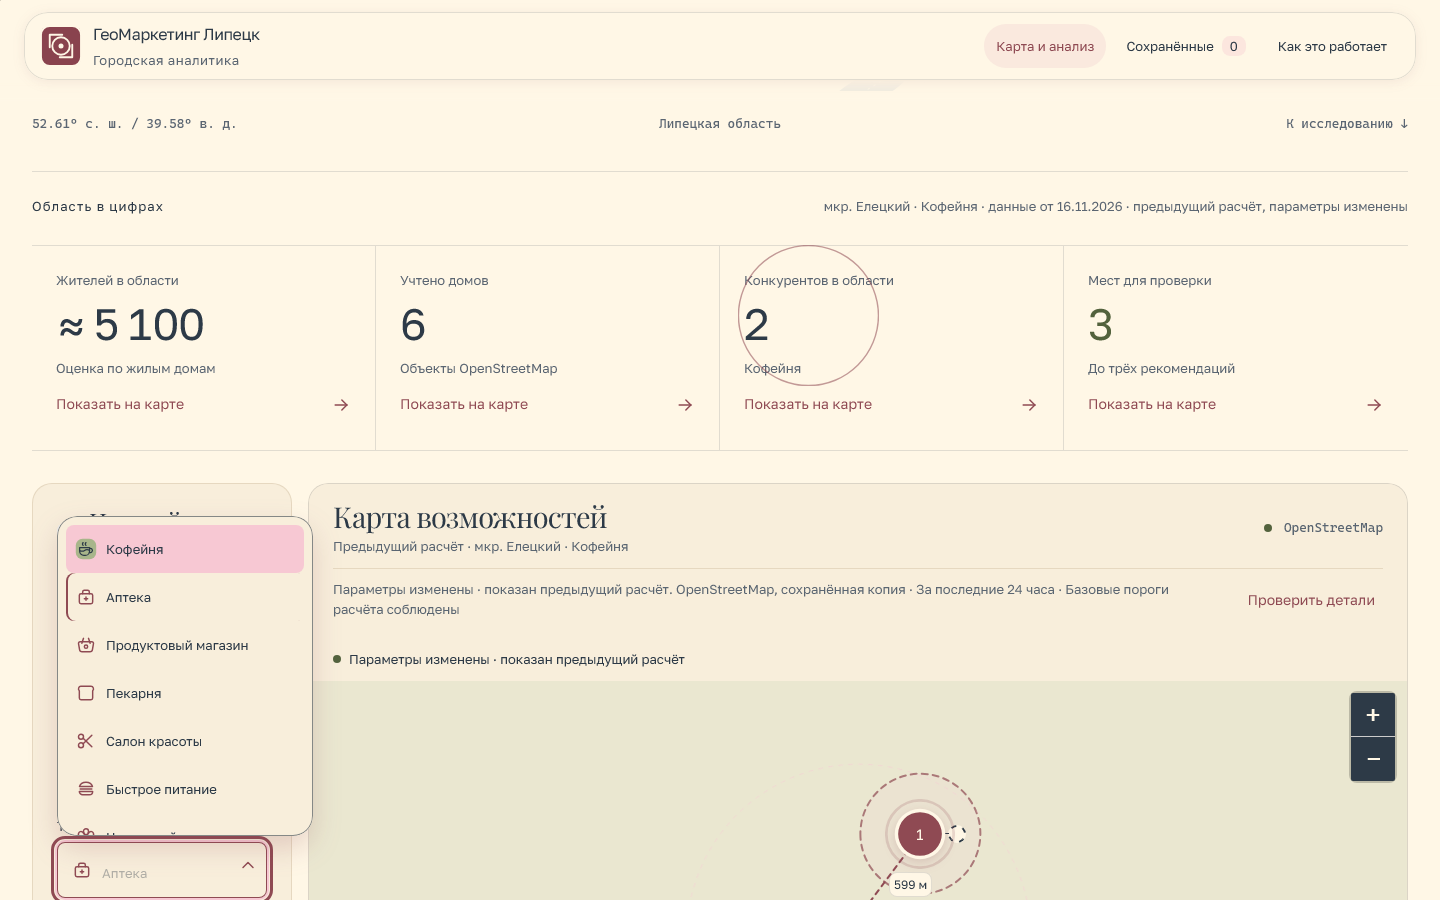 ГеоМаркетинг Липецк
Городская аналитика
Карта и анализ
Сохранённые 0
Как это работает
52.61° с. ш. / 39.58° в. д.
Липецкая область
К исследованию ↓
Область в цифрах
мкр. Елецкий · Кофейня · данные от 16.11.2026 · предыдущий расчёт, параметры изменены
Жителей в области
≈ 5 100
Оценка по жилым домам
Показать на карте →
Учтено домов
6
Объекты OpenStreetMap
Показать на карте →
Конкурентов в области
2
Кофейня
Показать на карте →
Мест для проверки
3
До трёх рекомендаций
Показать на карте →
Кофейня
Аптека
Продуктовый магазин
Пекарня
Салон красоты
Быстрое питание
Аптека
Карта возможностей
Предыдущий расчёт · мкр. Елецкий · Кофейня
OpenStreetMap
Параметры изменены · показан предыдущий расчёт. OpenStreetMap, сохранённая копия · За последние 24 часа · Базовые пороги
расчёта соблюдены
Проверить детали
Параметры изменены · показан предыдущий расчёт
+
−
1
599 м